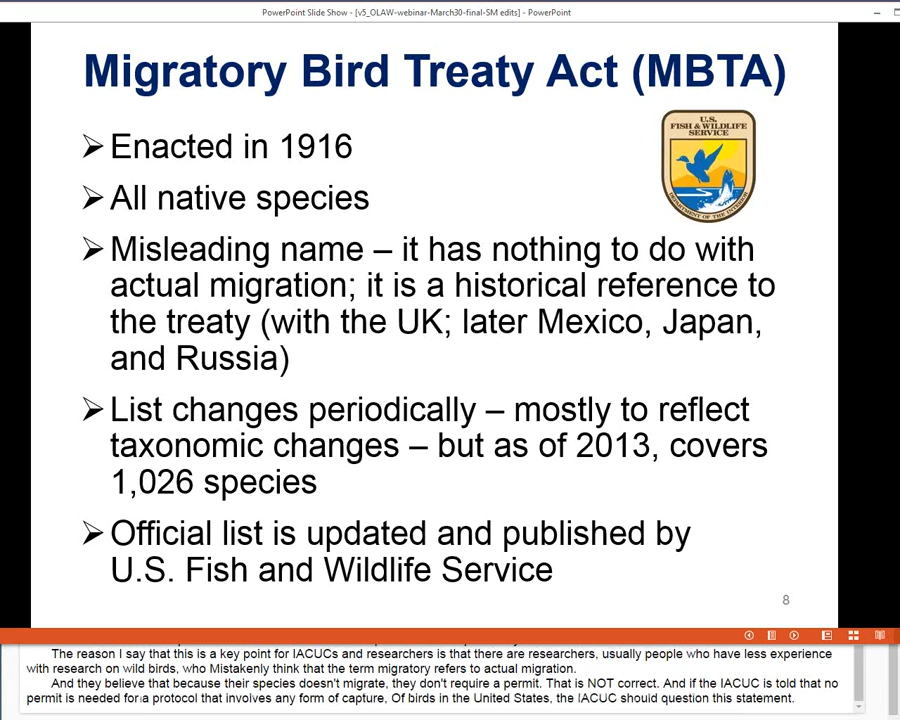 PowerPoint Slide Show - [v5_OLAW-webinar-March30-final-SM edits] - PowerPoint
Migratory Bird Treaty Act (MBTA)
U.S.
FISH & WILDLIFE
SERVICE
DEPARTMENT OF THE INTERIOR
➢ Enacted in 1916
➢ All native species
➢ Misleading name – it has nothing to do with
actual migration; it is a historical reference to
the treaty (with the UK; later Mexico, Japan,
and Russia)
➢ List changes periodically – mostly to reflect
taxonomic changes – but as of 2013, covers
1,026 species
➢ Official list is updated and published by
U.S. Fish and Wildlife Service
8
The reason I say that this is a key point for IACUCs and researchers is that there are researchers, usually people who have less experience
with research on wild birds, who Mistakenly think that the term migratory refers to actual migration.
And they believe that because their species doesn't migrate, they don't require a permit. That is NOT correct. And if the IACUC is told that no
permit is needed for a protocol that involves any form of capture, Of birds in the United States, the IACUC should question this statement.